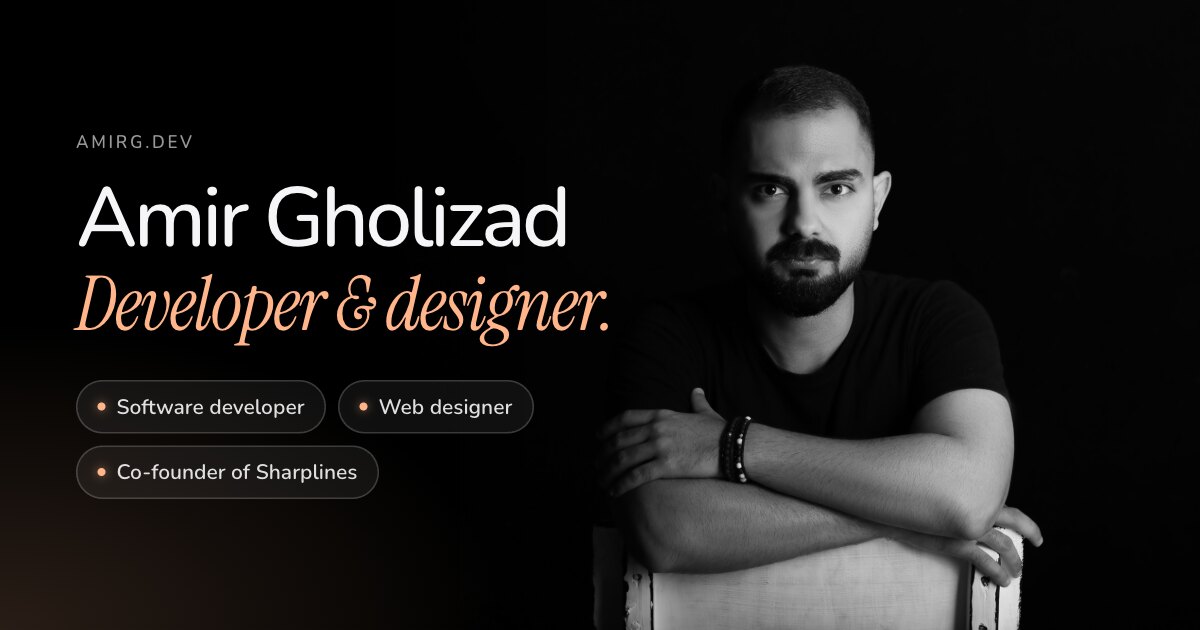 AMIRG.DEV
Amir Gholizad
Developer & designer.
Software developer
Web designer
Co-founder of Sharplines